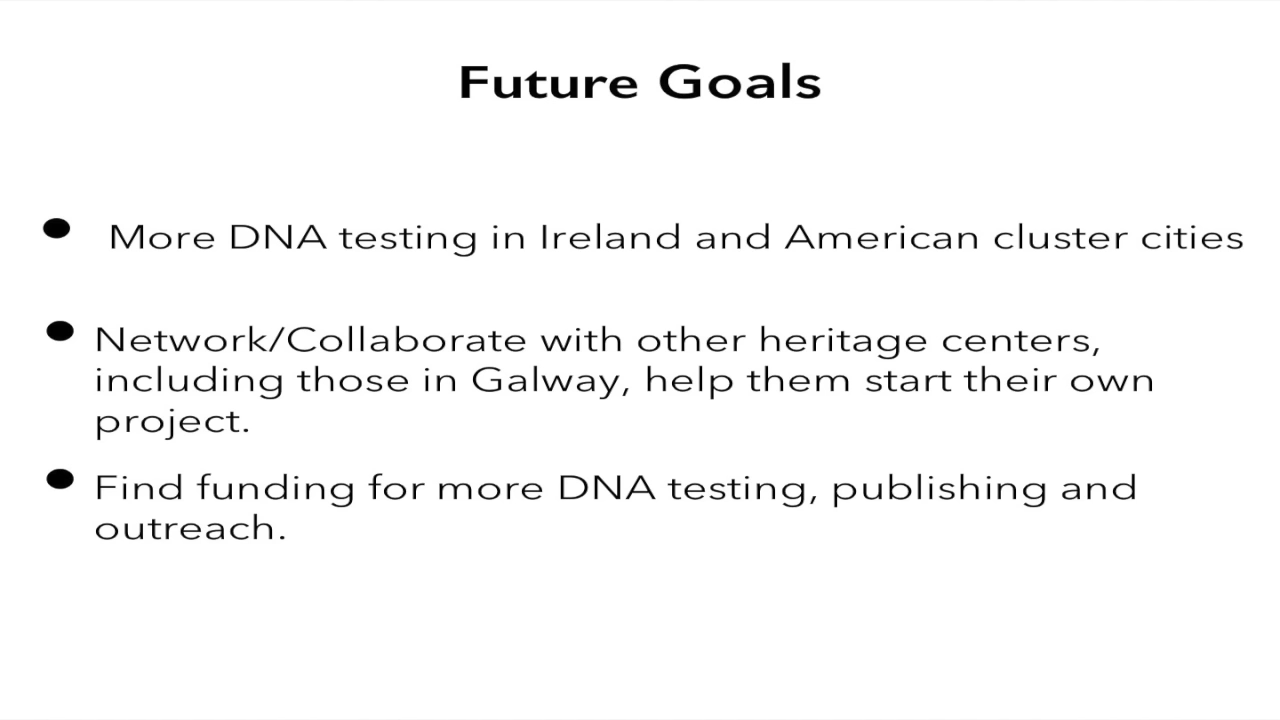 Future Goals
• More DNA testing in Ireland and American cluster cities
• Network/Collaborate with other heritage centers,
including those in Galway, help them start their own
project.
• Find funding for more DNA testing, publishing and
outreach.